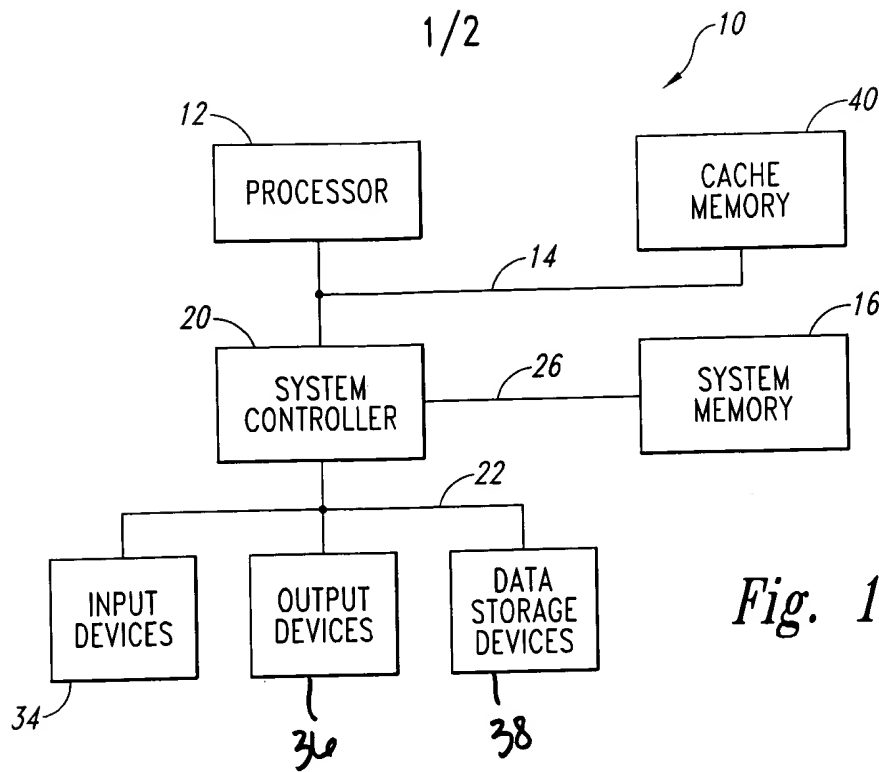 1/2
10
12
PROCESSOR
40
CACHE
MEMORY
14
20
SYSTEM
CONTROLLER
26
16
SYSTEM
MEMORY
22
INPUT
DEVICES
34
OUTPUT
DEVICES
36
DATA
STORAGE
DEVICES
38
Fig. 1